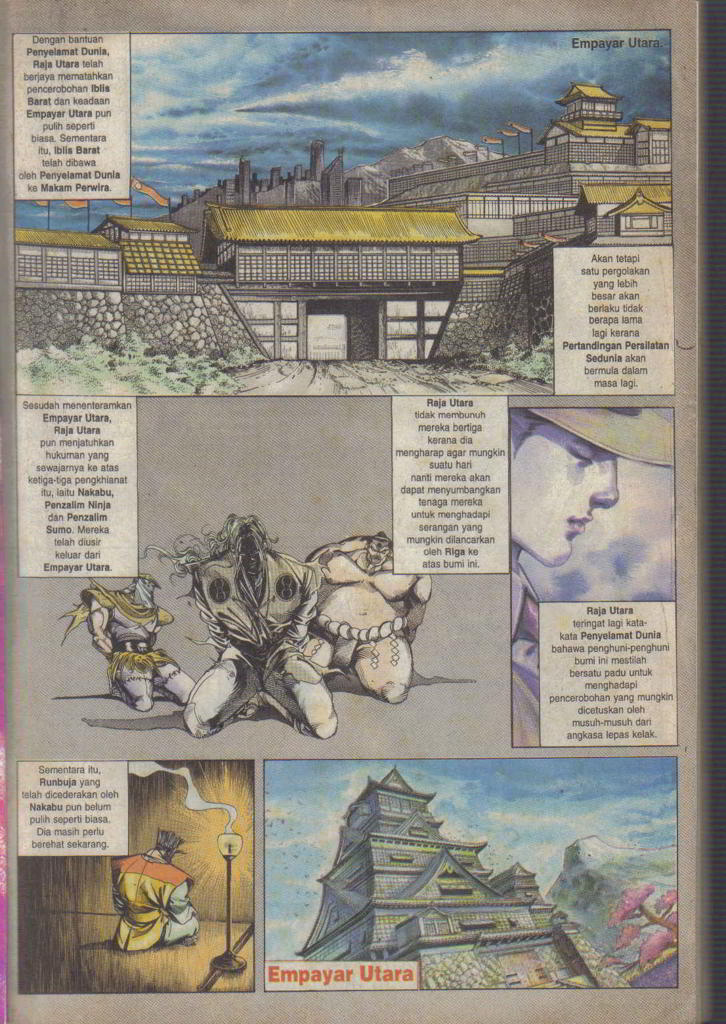 Dengan bantuan
Penyelamat Dunia,
Raja Utara telah
berjaya mematahkan
pencerobohan Iblis
Barat dan keadaan
Empayar Utara pun
pulih seperti
biasa. Sementara
itu, Iblis Barat
telah dibawa
oleh Penyelamat Dunia
ke Makam Perwira.
Empayar Utara.
Akan tetapi
satu pergolakan
yang lebih
besar akan
berlaku tidak
berapa lama
lagi kerana
Pertandingan Persilatan
Sedunia akan
bermula dalam
masa lagi.
Sesudah menenteramkan
Empayar Utara,
Raja Utara
pun menjatuhkan
hukuman yang
sewajarnya ke atas
ketiga-tiga pengkhianat
itu, iaitu Nakabu,
Penzalim Ninja
dan Penzalim
Sumo. Mereka
telah diusir
keluar dari
Empayar Utara.
Raja Utara
tidak membunuh
mereka bertiga
kerana dia
mengharap agar mungkin
suatu hari
nanti mereka akan
dapat menyumbangkan
tenaga mereka
untuk menghadapi
serangan yang
mungkin dilancarkan
oleh Riga ke
atas bumi ini.
Raja Utara
teringat lagi kata-
kata Penyelamat Dunia
bahawa penghuni-penghuni
bumi ini mestilah
bersatu padu untuk
menghadapi
pencerobohan yang mungkin
dicetuskan oleh
musuh-musuh dari
angkasa lepas kelak.
Sementara itu,
Runbuja yang
telah dicederakan oleh
Nakabu pun belum
pulih seperti biasa.
Dia masih perlu
berehat sekarang.
Empayar Utara